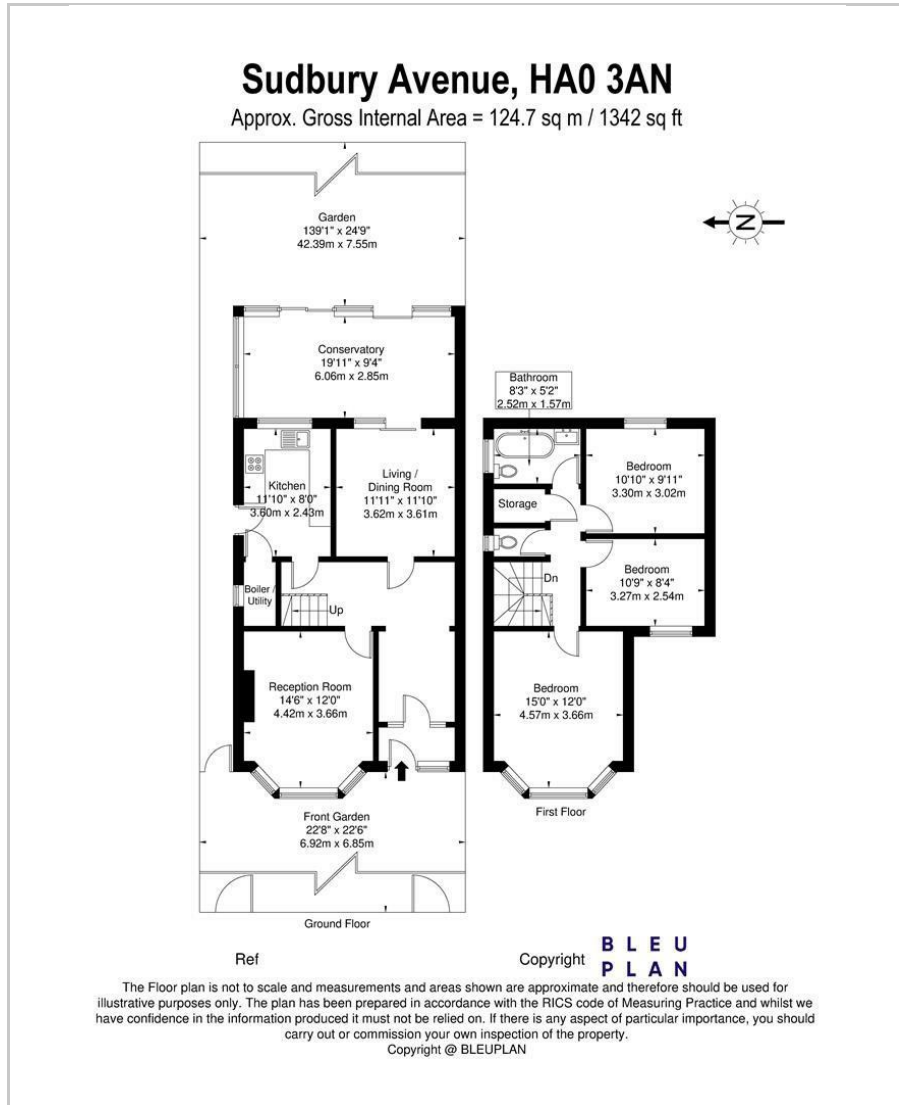 Sudbury Avenue, HA0 3AN
Approx. Gross Internal Area = 124.7 sq m / 1342 sq ft
Garden
139'1" x 24'9"
42.39m x 7.55m
N
Conservatory
19'11" x 9'4"
6.06m x 2.85m
Kitchen
11'10" x 8'0"
3.60m x 2.43m
Living /
Dining Room
11'11" x 11'10"
3.62m x 3.61m
Boiler /
Utility
Up
Reception Room
14'6" x 12'0"
4.42m x 3.66m
Front Garden
22'8" x 22'6"
6.92m x 6.85m
Ground Floor
Bathroom
8'3" x 5'2"
2.52m x 1.57m
Bedroom
10'10" x 9'11"
3.30m x 3.02m
Storage
Bedroom
10'9" x 8'4"
3.27m x 2.54m
Dn
Bedroom
15'0" x 12'0"
4.57m x 3.66m
First Floor
Ref
Copyright
BLEU
PLAN
The Floor plan is not to scale and measurements and areas shown are approximate and therefore should be used for
illustrative purposes only. The plan has been prepared in accordance with the RICS code of Measuring Practice and whilst we
have confidence in the information produced it must not be relied on. If there is any aspect of particular importance, you should
carry out or commission your own inspection of the property.
Copyright @ BLEUPLAN